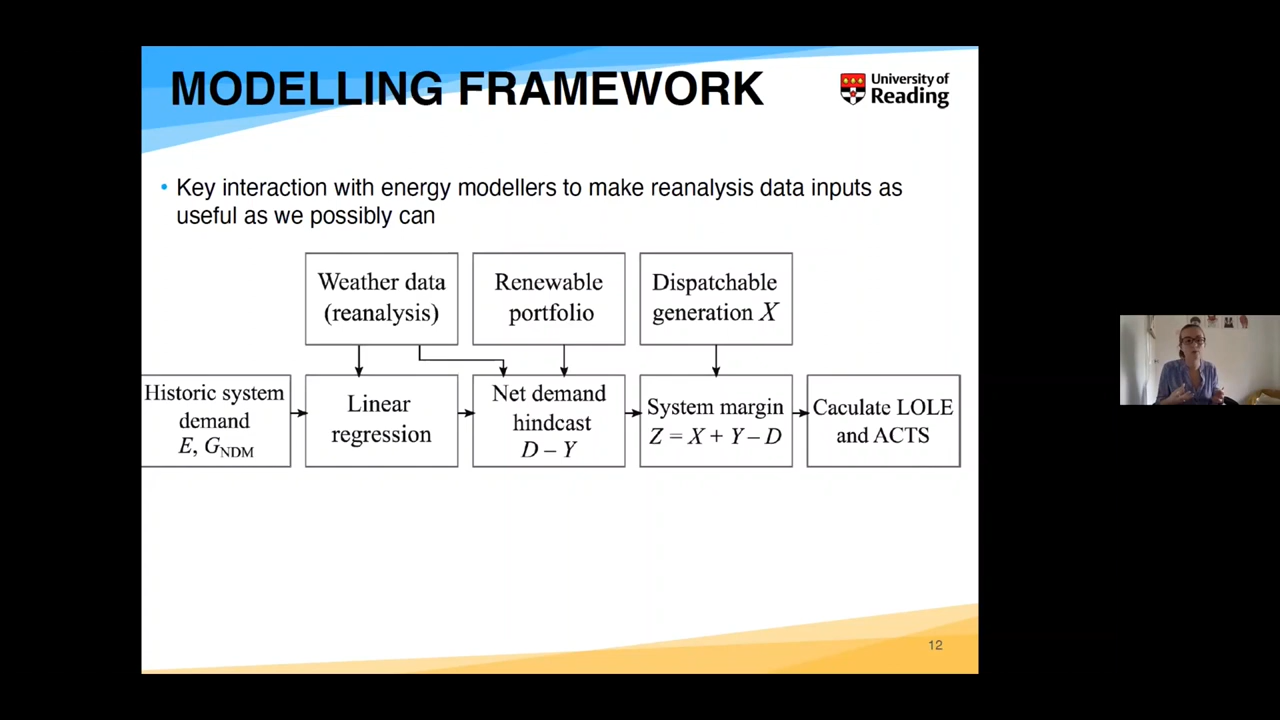 MODELLING FRAMEWORK
University of
Reading
• Key interaction with energy modellers to make reanalysis data inputs as
useful as we possibly can
Weather data
(reanalysis)
Renewable
portfolio
Dispatchable
generation X
Historic system
demand
E, G_NDM
Linear
regression
Net demand
hindcast
D – Y
System margin
Z = X + Y – D
Caculate LOLE
and ACTS
12